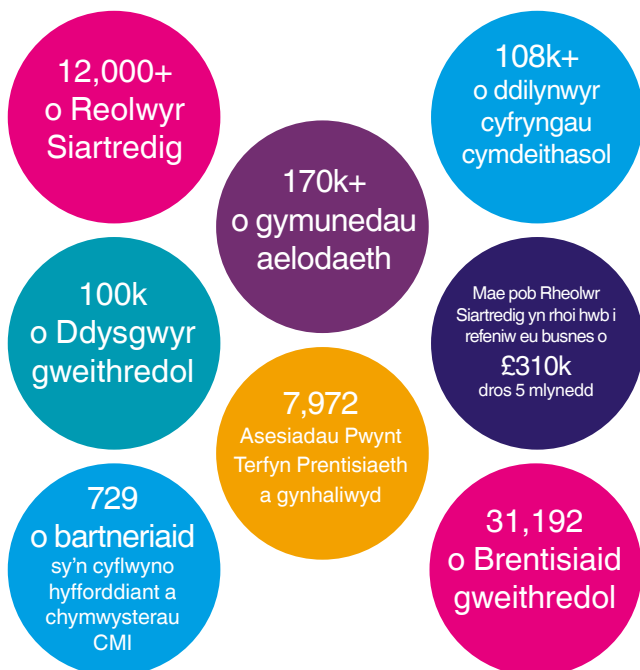 12,000+
o Reolwyr
Siartredig
108k+
o ddilynwyr
cyfryngau
cymdeithasol
170k+
o gymunedau
aelodaeth
100k
o Ddysgwyr
gweithredol
Mae pob Rheolwr
Siartredig yn rhoi hwb i
refeniw eu busnes o
£310k
dros 5 mlynedd
7,972
Asesiadau Pwynt
Terfyn Prentisiaeth
a gynhaliwyd
729
o bartneriaid
sy'n cyflwyno
hyfforddiant a
chymwysterau
CMI
31,192
o Brentisiaid
gweithredol